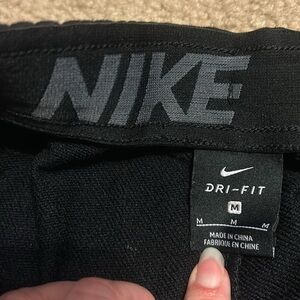 NIKE
DRI-FIT
M
M M M
MADE IN CHINA
FABRIQUÉ EN CHINE